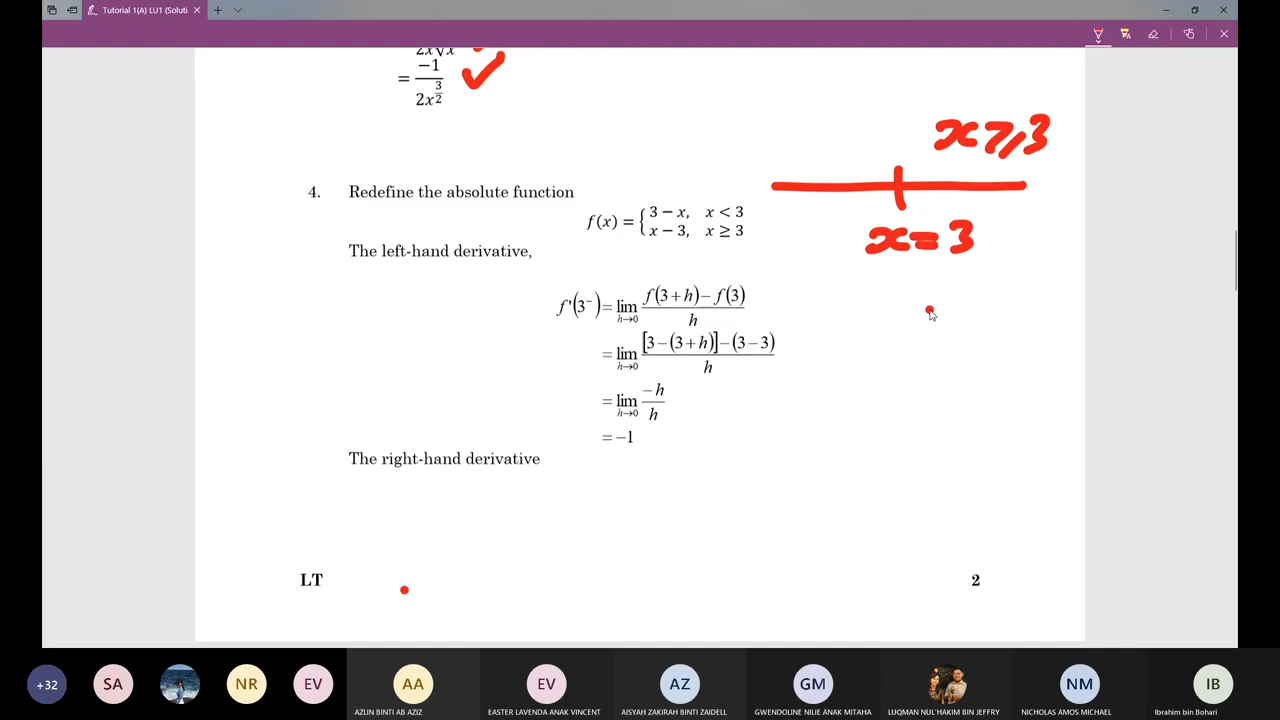 Tutorial 1(A) LU1 (Soluti
2x√x
= −1 / 2x^(3/2)
x ≥ 3
4. Redefine the absolute function
f(x) = { 3 − x, x < 3
x − 3, x ≥ 3
x = 3
The left-hand derivative,
f'(3⁻) = lim h→0 f(3+h) − f(3) / h
= lim h→0 [3 − (3 + h)] − (3 − 3) / h
= lim h→0 −h / h
= −1
The right-hand derivative
LT 2
+32 SA NR EV AA EV AZ GM NM IB
AZLIN BINTI AB AZIZ EASTER LAVENDA ANAK VINCENT AISYAH ZAKIRAH BINTI ZAIDELL GWENDOLINE NILIE ANAK MITAHA LUQMAN NUL'HAKIM BIN JEFFRY NICHOLAS AMOS MICHAEL Ibrahim bin Bohari